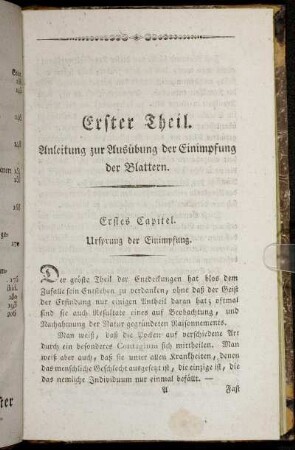 Erster Theil.
Anleitung zur Ausübung der Einimpfung
der Blattern.
Erstes Capitel.
Ursprung der Einimpfung.
Der gröste Theil der Entdeckungen hat blos dem
Zufalle sein Entstehen zu verdanken, ohne daß der Geist
der Erfindung nur einigen Antheil daran hat; oftmal
sind sie auch Resultate eines auf Beobachtung, und
Nachahmung der Natur gegründeten Raisonnements.
Man weiß, daß die Pocken auf verschiedene Art
durch ein besonderes Contagium sich mittheilen. Man
weiß aber auch, daß sie unter allen Krankheiten, denen
das menschliche Geschlecht ausgesetzt ist, die einzige ist, die
das nemliche Individuum nur einmal befällt. —
A Fast